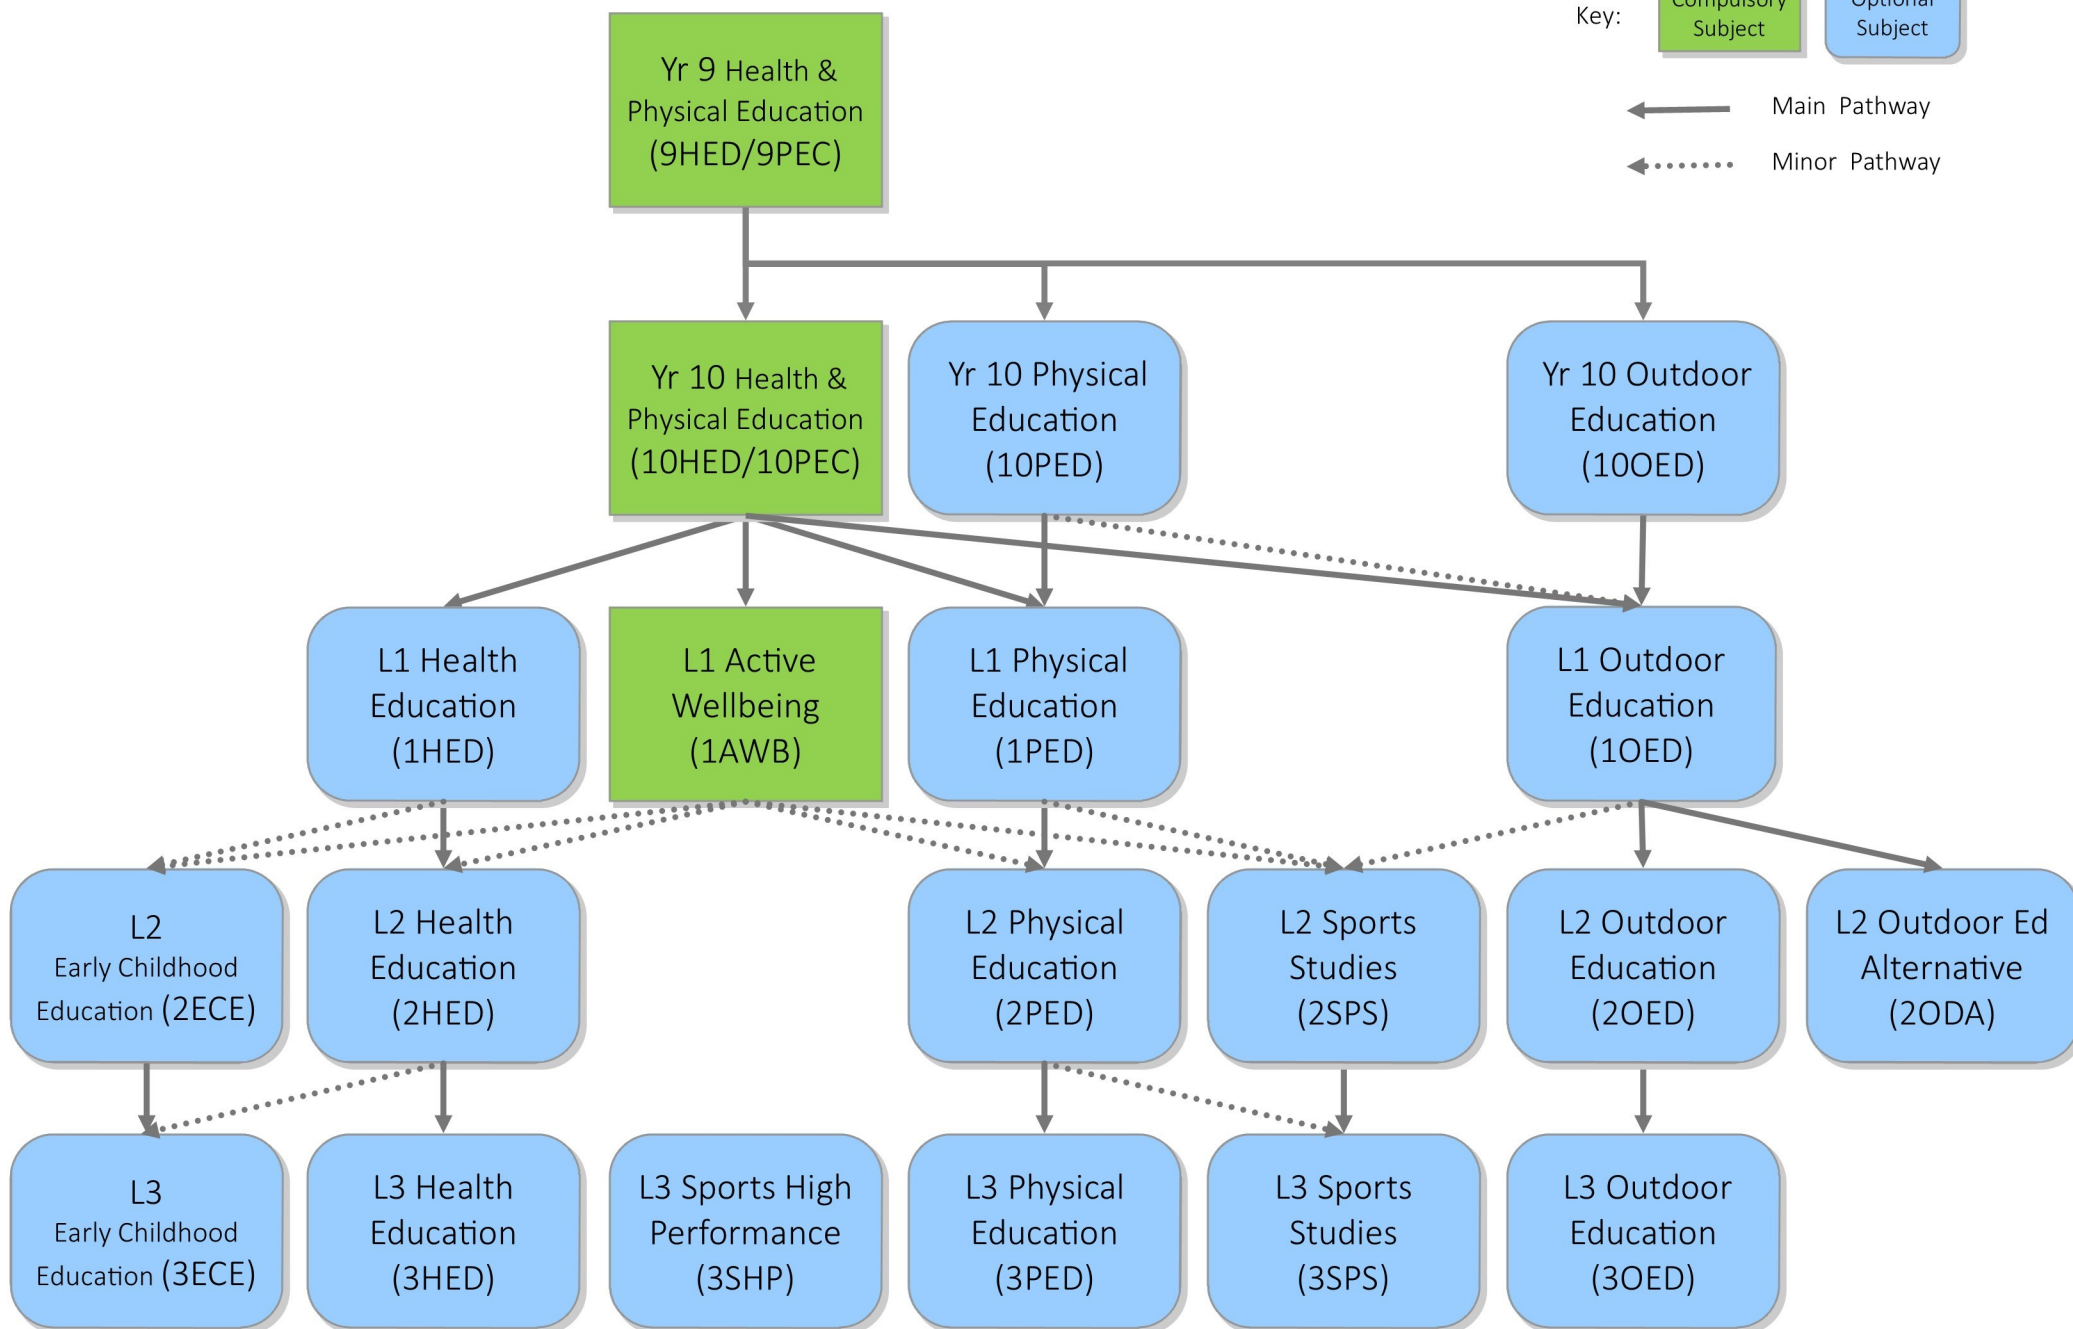 Key:
Compulsory
Subject
Optional
Subject
Main Pathway
Minor Pathway
Yr 9 Health &
Physical Education
(9HED/9PEC)
Yr 10 Health &
Physical Education
(10HED/10PEC)
Yr 10 Physical
Education
(10PED)
Yr 10 Outdoor
Education
(10OED)
L1 Health
Education
(1HED)
L1 Active
Wellbeing
(1AWB)
L1 Physical
Education
(1PED)
L1 Outdoor
Education
(1OED)
L2
Early Childhood
Education (2ECE)
L2 Health
Education
(2HED)
L2 Physical
Education
(2PED)
L2 Sports
Studies
(2SPS)
L2 Outdoor
Education
(2OED)
L2 Outdoor Ed
Alternative
(2ODA)
L3
Early Childhood
Education (3ECE)
L3 Health
Education
(3HED)
L3 Sports High
Performance
(3SHP)
L3 Physical
Education
(3PED)
L3 Sports
Studies
(3SPS)
L3 Outdoor
Education
(3OED)